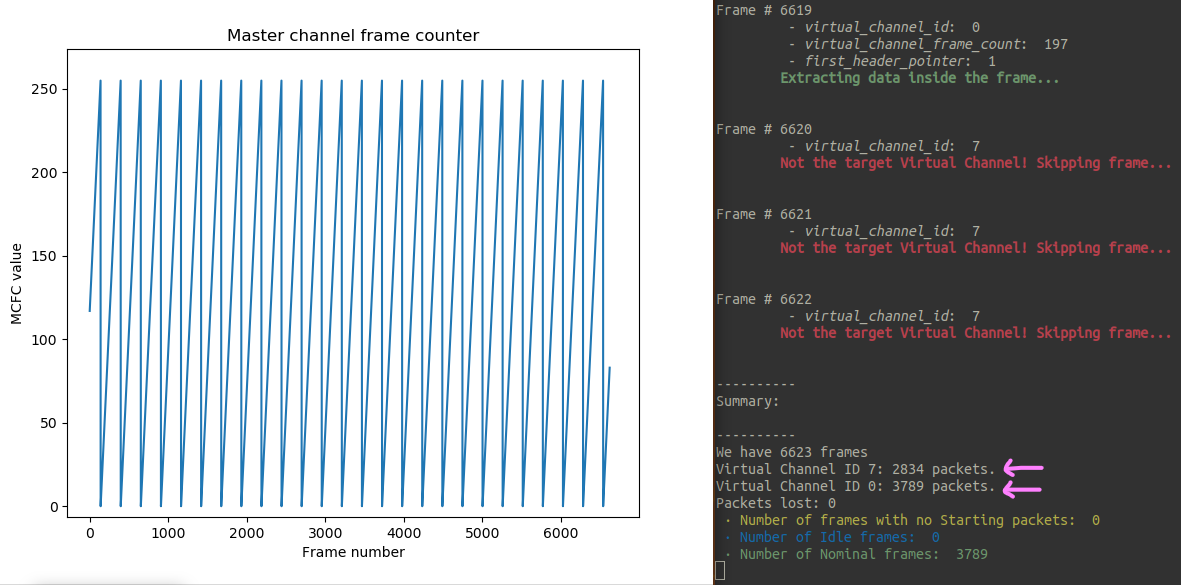 Master channel frame counter
250
200
150
100
50
0
MCFC value
0
1000
2000
3000
4000
5000
6000
Frame number
Frame # 6619
- virtual_channel_id: 0
- virtual_channel_frame_count: 197
- first_header_pointer: 1
Extracting data inside the frame...
Frame # 6620
- virtual_channel_id: 7
Not the target Virtual Channel! Skipping frame...
Frame # 6621
- virtual_channel_id: 7
Not the target Virtual Channel! Skipping frame...
Frame # 6622
- virtual_channel_id: 7
Not the target Virtual Channel! Skipping frame...
----------
Summary:
----------
We have 6623 frames
Virtual Channel ID 7: 2834 packets.
Virtual Channel ID 0: 3789 packets.
Packets lost: 0
· Number of frames with no Starting packets: 0
· Number of Idle frames: 0
· Number of Nominal frames: 3789